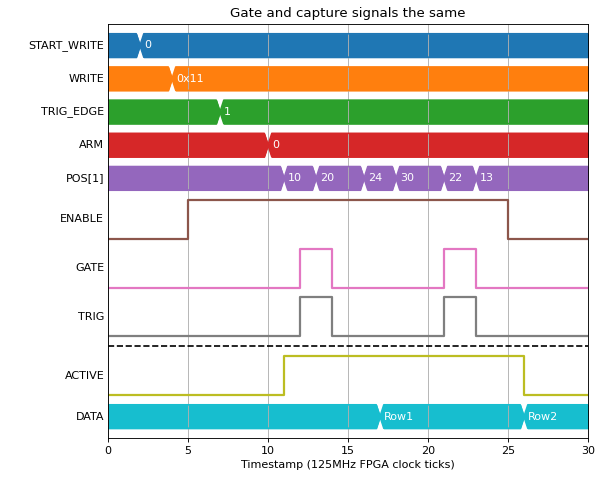 Gate and capture signals the same
START_WRITE 0
WRITE 0x11
TRIG_EDGE 1
ARM 0
POS[1] 10 20 24 30 22 13
ENABLE
GATE
TRIG
ACTIVE
DATA Row1 Row2
0 5 10 15 20 25 30
Timestamp (125MHz FPGA clock ticks)